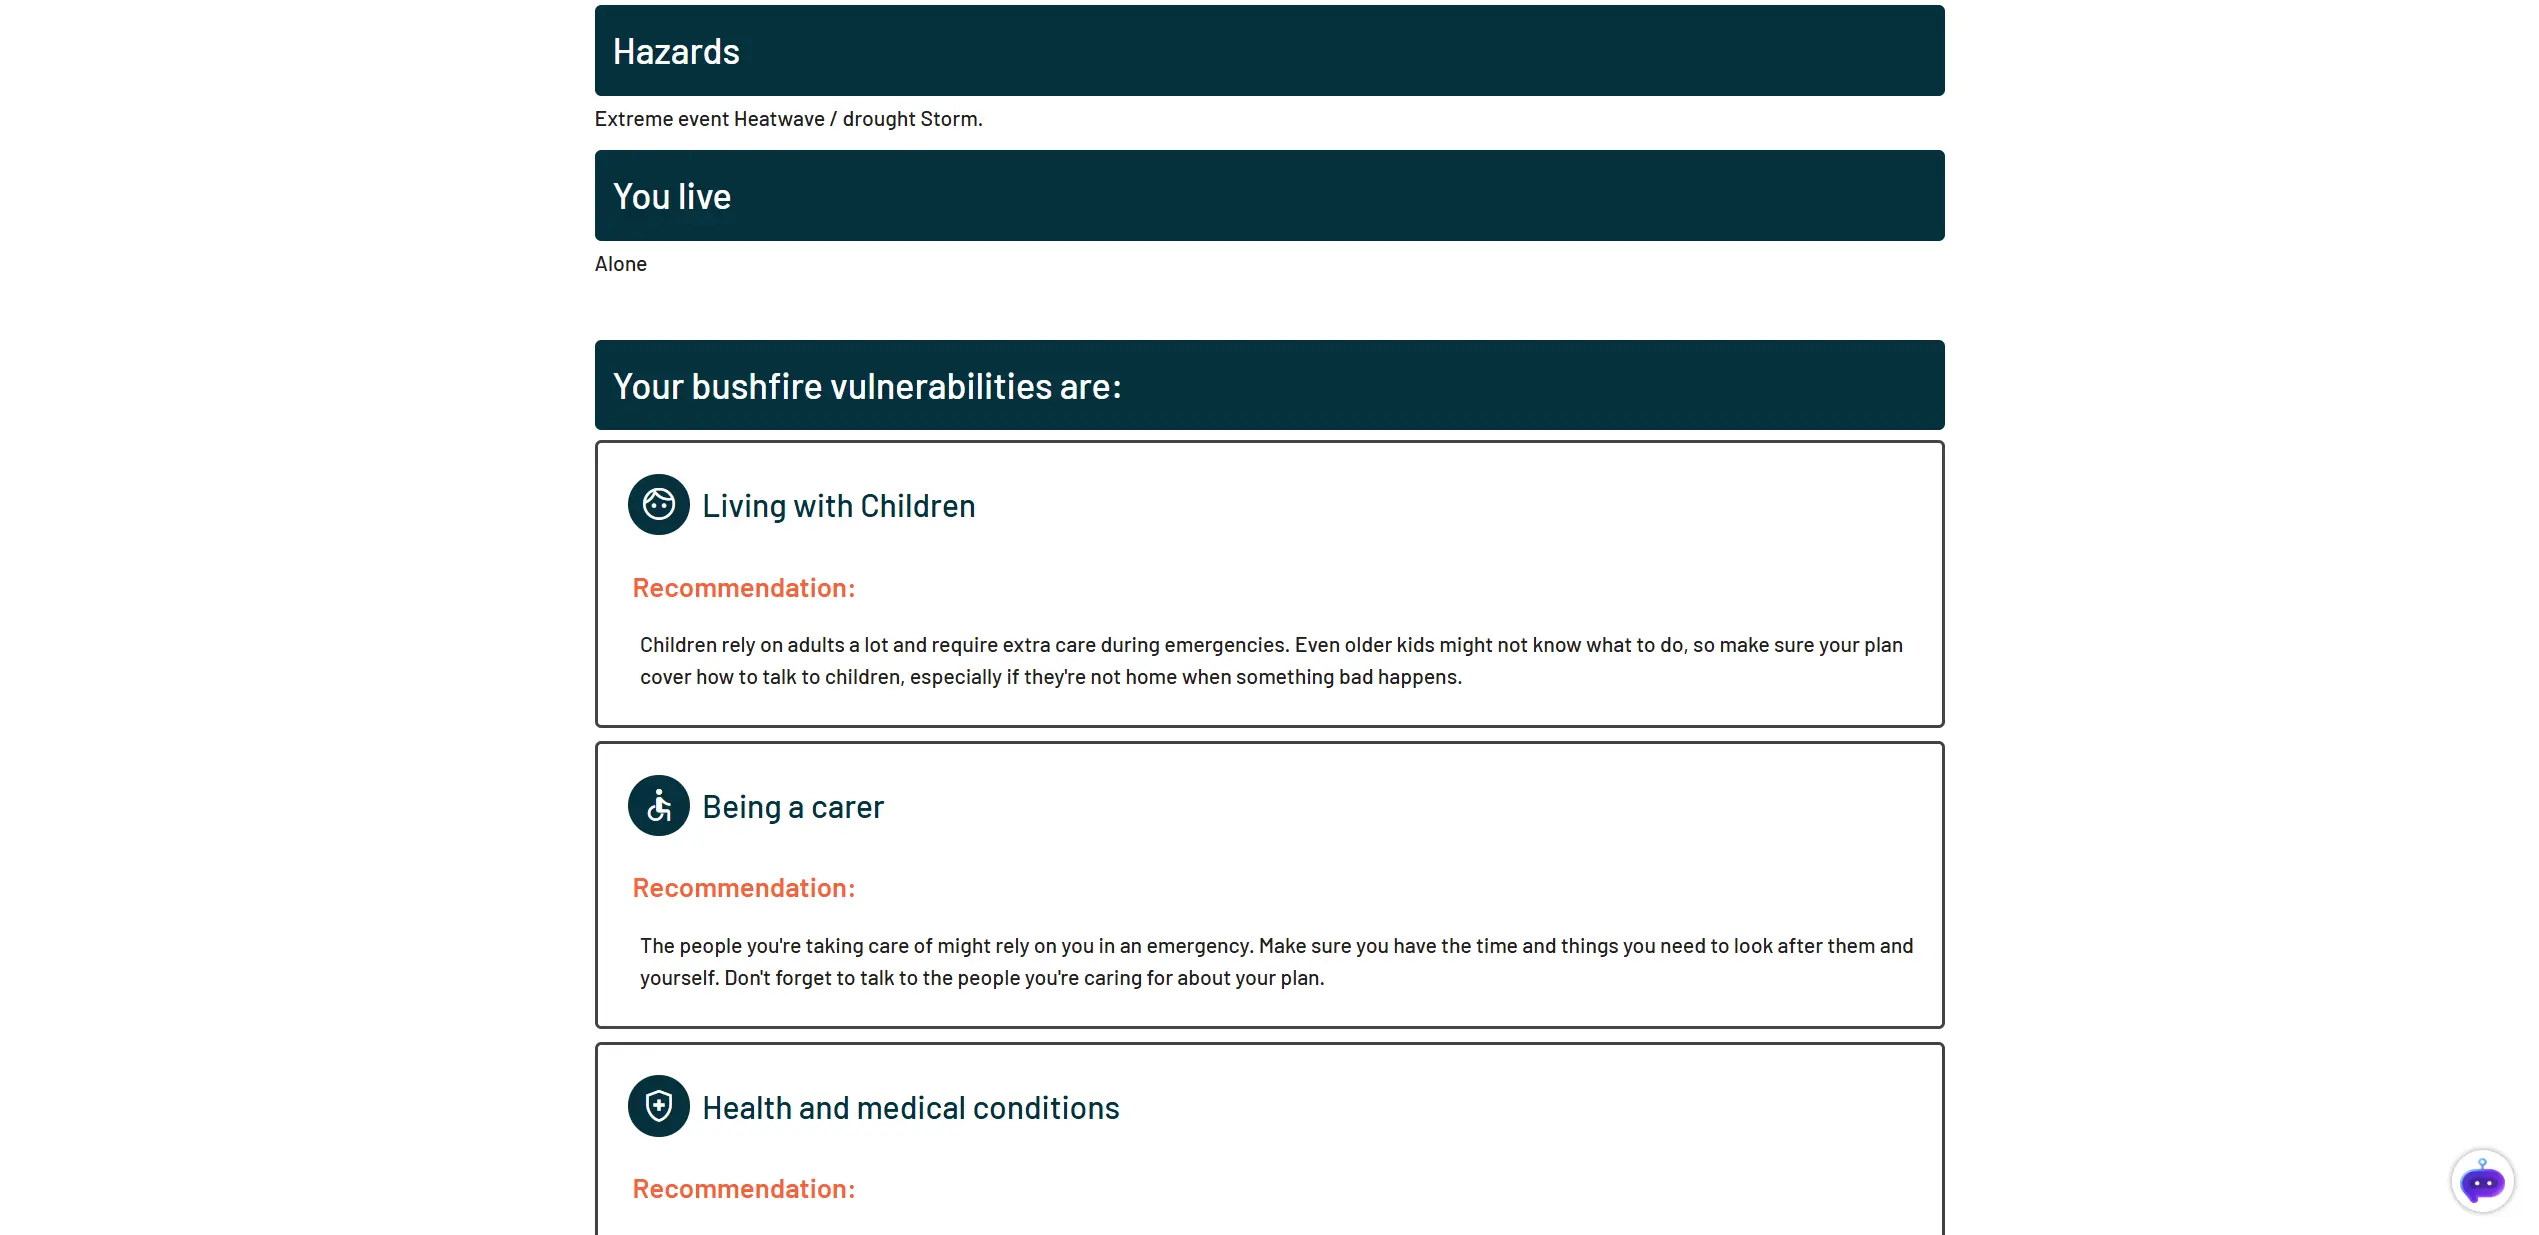 Hazards
Extreme event Heatwave / drought Storm.
You live
Alone
Your bushfire vulnerabilities are:
Living with Children
Recommendation:
Children rely on adults a lot and require extra care during emergencies. Even older kids might not know what to do, so make sure your plan
cover how to talk to children, especially if they're not home when something bad happens.
Being a carer
Recommendation:
The people you're taking care of might rely on you in an emergency. Make sure you have the time and things you need to look after them and
yourself. Don't forget to talk to the people you're caring for about your plan.
Health and medical conditions
Recommendation: